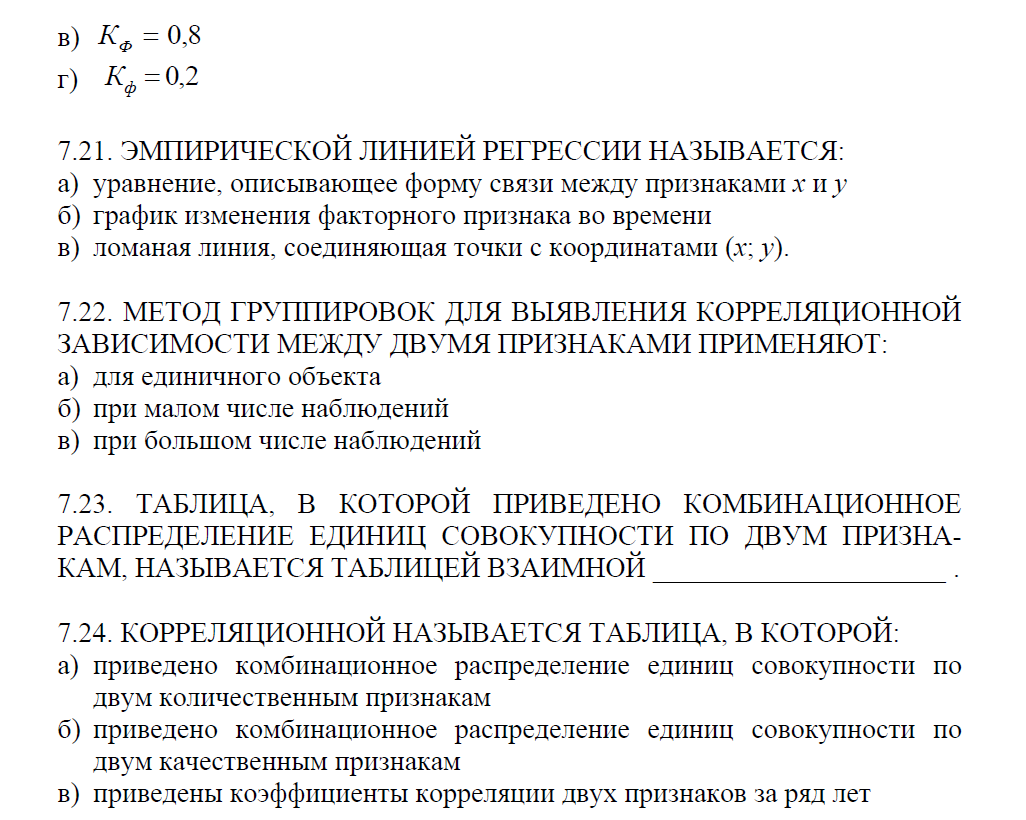 в) Kф = 0,8
г) Kф = 0,2
7.21. ЭМПИРИЧЕСКОЙ ЛИНИЕЙ РЕГРЕССИИ НАЗЫВАЕТСЯ:
а) уравнение, описывающее форму связи между признаками x и y
б) график изменения факторного признака во времени
в) ломаная линия, соединяющая точки с координатами (x; y).
7.22. МЕТОД ГРУППИРОВОК ДЛЯ ВЫЯВЛЕНИЯ КОРРЕЛЯЦИОННОЙ
ЗАВИСИМОСТИ МЕЖДУ ДВУМЯ ПРИЗНАКАМИ ПРИМЕНЯЮТ:
а) для единичного объекта
б) при малом числе наблюдений
в) при большом числе наблюдений
7.23. ТАБЛИЦА, В КОТОРОЙ ПРИВЕДЕНО КОМБИНАЦИОННОЕ
РАСПРЕДЕЛЕНИЕ ЕДИНИЦ СОВОКУПНОСТИ ПО ДВУМ ПРИЗНА-
КАМ, НАЗЫВАЕТСЯ ТАБЛИЦЕЙ ВЗАИМНОЙ _____________________ .
7.24. КОРРЕЛЯЦИОННОЙ НАЗЫВАЕТСЯ ТАБЛИЦА, В КОТОРОЙ:
а) приведено комбинационное распределение единиц совокупности по
двум количественным признакам
б) приведено комбинационное распределение единиц совокупности по
двум качественным признакам
в) приведены коэффициенты корреляции двух признаков за ряд лет